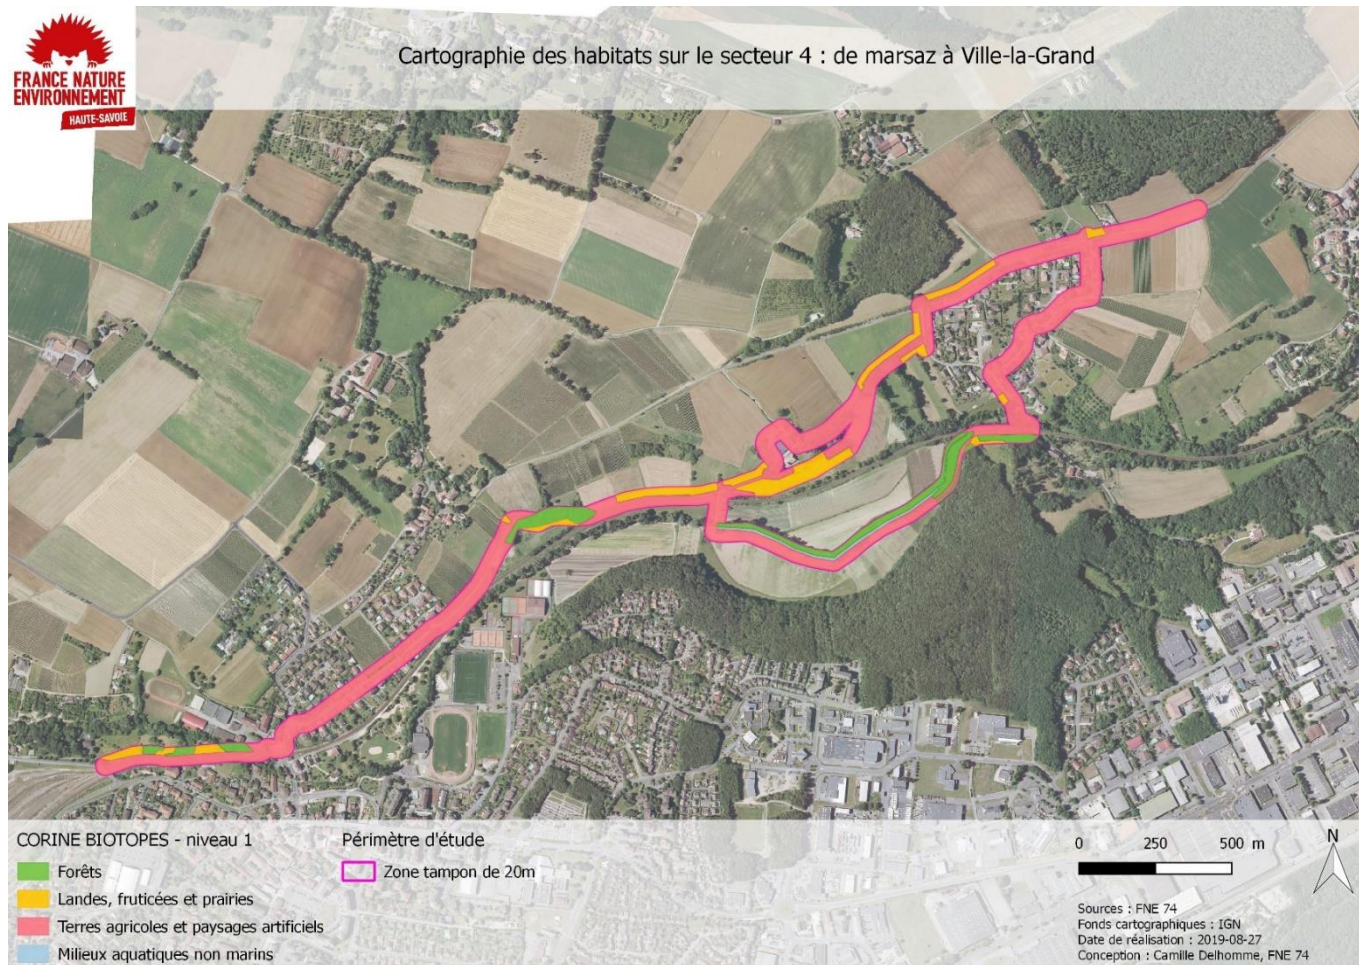 FRANCE NATURE
ENVIRONNEMENT
HAUTE-SAVOIE
Cartographie des habitats sur le secteur 4 : de marsaz à Ville-la-Grand
CORINE BIOTOPES - niveau 1
Forêts
Landes, fruticées et prairies
Terres agricoles et paysages artificiels
Milieux aquatiques non marins
Périmètre d'étude
Zone tampon de 20m
0 250 500 m
N
Sources : FNE 74
Fonds cartographiques : IGN
Date de réalisation : 2019-08-27
Conception : Camille Delhomme, FNE 74